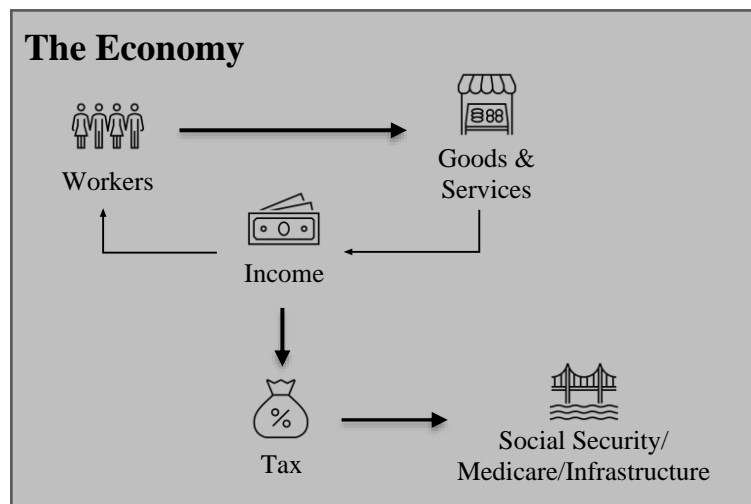 The Economy
Workers
Goods &
Services
Income
Tax
%
Social Security/
Medicare/Infrastructure